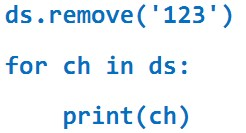 ds.remove('123')
for ch in ds:
    print(ch)